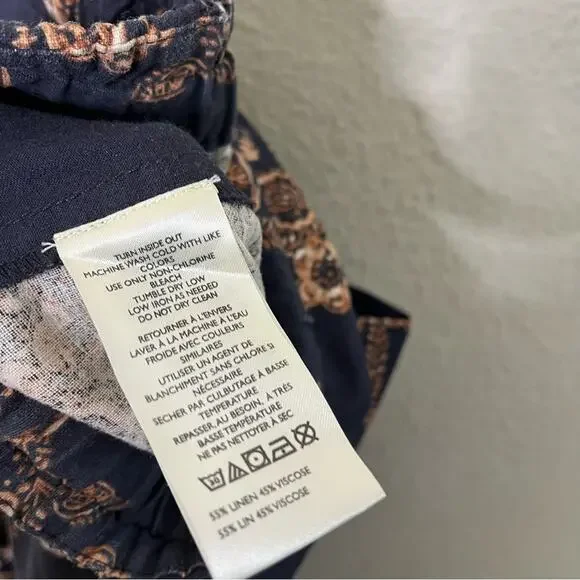 TURN INSIDE OUT
MACHINE WASH COLD WITH LIKE
COLORS
USE ONLY NON-CHLORINE
BLEACH
TUMBLE DRY LOW
LOW IRON AS NEEDED
DO NOT DRY CLEAN
RETOURNER À L'ENVERS
LAVER À LA MACHINE À L'EAU
FROIDE AVEC COULEURS
SIMILAIRES
UTILISER UN AGENT DE
BLANCHIMENT SANS CHLORE SI
NÉCESSAIRE
SÉCHER PAR CULBUTAGE À BASSE
TEMPERATURE
REPASSER, AU BESOIN, À TRÈS
BASSE TEMPÉRATURE
NE PAS NETTOYER À SEC
30
55% LINEN 45% VISCOSE
55% LIN 45% VISCOSE